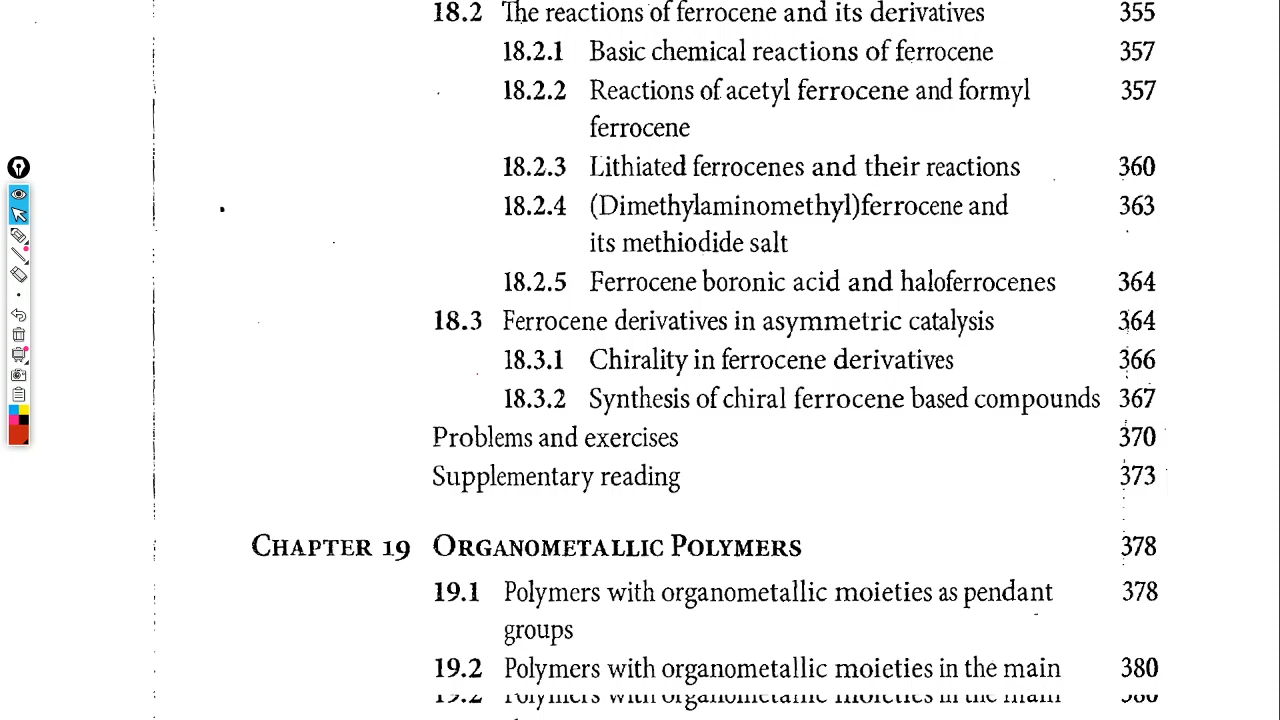 18.2 The reactions of ferrocene and its derivatives 355
18.2.1 Basic chemical reactions of ferrocene 357
18.2.2 Reactions of acetyl ferrocene and formyl
ferrocene 357
18.2.3 Lithiated ferrocenes and their reactions 360
18.2.4 (Dimethylaminomethyl)ferrocene and
its methiodide salt 363
18.2.5 Ferrocene boronic acid and haloferrocenes 364
18.3 Ferrocene derivatives in asymmetric catalysis 364
18.3.1 Chirality in ferrocene derivatives 366
18.3.2 Synthesis of chiral ferrocene based compounds 367
Problems and exercises 370
Supplementary reading 373
CHAPTER 19 ORGANOMETALLIC POLYMERS 378
19.1 Polymers with organometallic moieties as pendant
groups 378
19.2 Polymers with organometallic moieties in the main 380